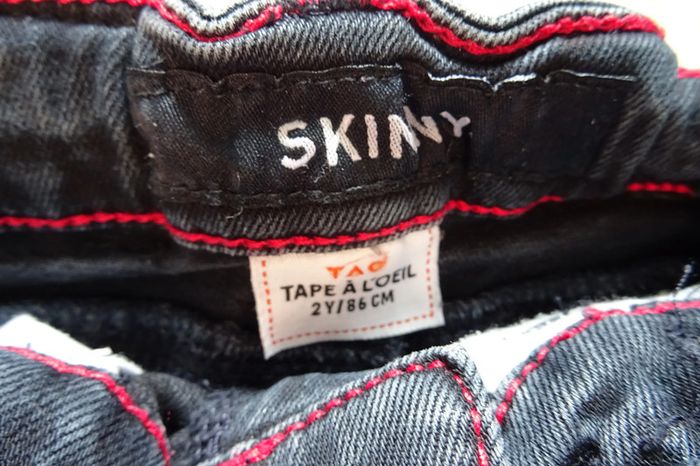 SKINNY
TAO
TAPE À L'OEIL
2Y/86 CM